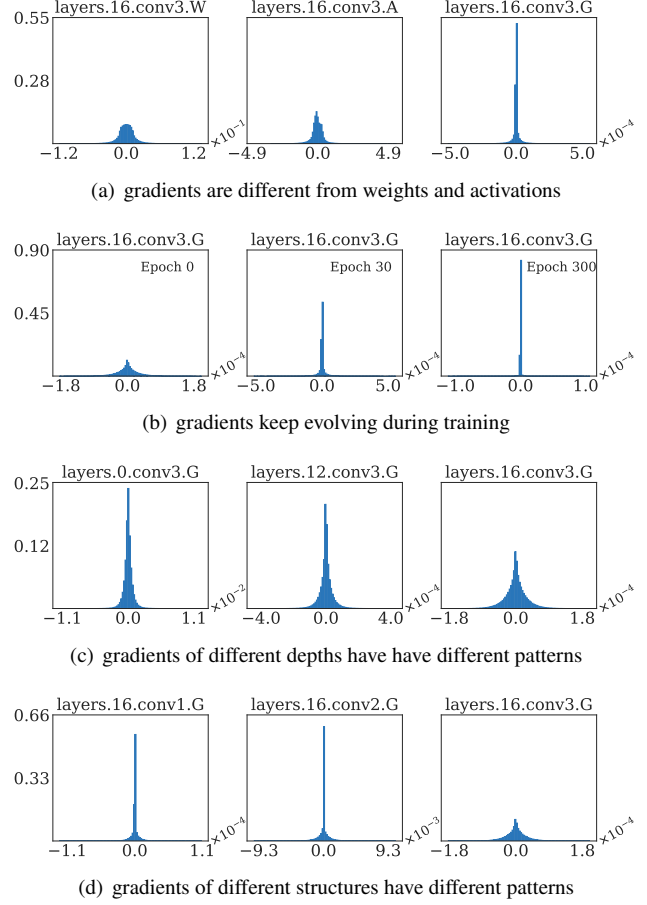 layers.16.conv3.W layers.16.conv3.A layers.16.conv3.G
0.55
0.28
×10⁻¹ ×10⁻⁴
−1.2 0.0 1.2 −4.9 0.0 4.9 −5.0 0.0 5.0
(a) gradients are different from weights and activations
layers.16.conv3.G layers.16.conv3.G layers.16.conv3.G
0.90
Epoch 0 Epoch 30 Epoch 300
0.45
×10⁻⁴ ×10⁻⁴ ×10⁻⁴
−1.8 0.0 1.8 −5.0 0.0 5.0 −1.0 0.0 1.0
(b) gradients keep evolving during training
layers.0.conv3.G layers.12.conv3.G layers.16.conv3.G
0.25
0.12
×10⁻² ×10⁻⁴ ×10⁻⁴
−1.1 0.0 1.1 −4.0 0.0 4.0 −1.8 0.0 1.8
(c) gradients of different depths have have different patterns
layers.16.conv1.G layers.16.conv2.G layers.16.conv3.G
0.66
0.33
×10⁻⁴ ×10⁻³ ×10⁻⁴
−1.1 0.0 1.1 −9.3 0.0 9.3 −1.8 0.0 1.8
(d) gradients of different structures have different patterns